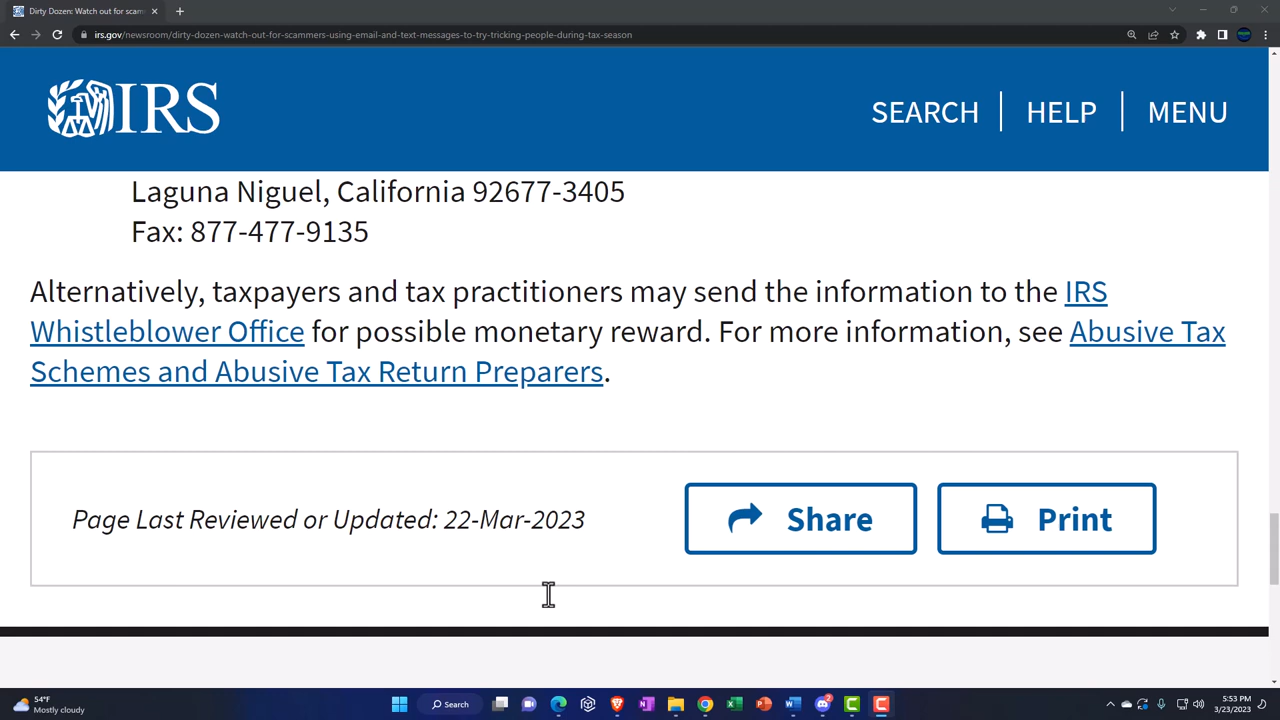 Dirty Dozen: Watch out for scam
irs.gov/newsroom/dirty-dozen-watch-out-for-scammers-using-email-and-text-messages-to-try-tricking-people-during-tax-season
IRS
SEARCH
HELP
MENU
Laguna Niguel, California 92677-3405
Fax: 877-477-9135
Alternatively, taxpayers and tax practitioners may send the information to the IRS
Whistleblower Office for possible monetary reward. For more information, see Abusive Tax
Schemes and Abusive Tax Return Preparers.
Page Last Reviewed or Updated: 22-Mar-2023
Share
Print
54°F
Mostly cloudy
Search
2
5:53 PM
3/23/2023